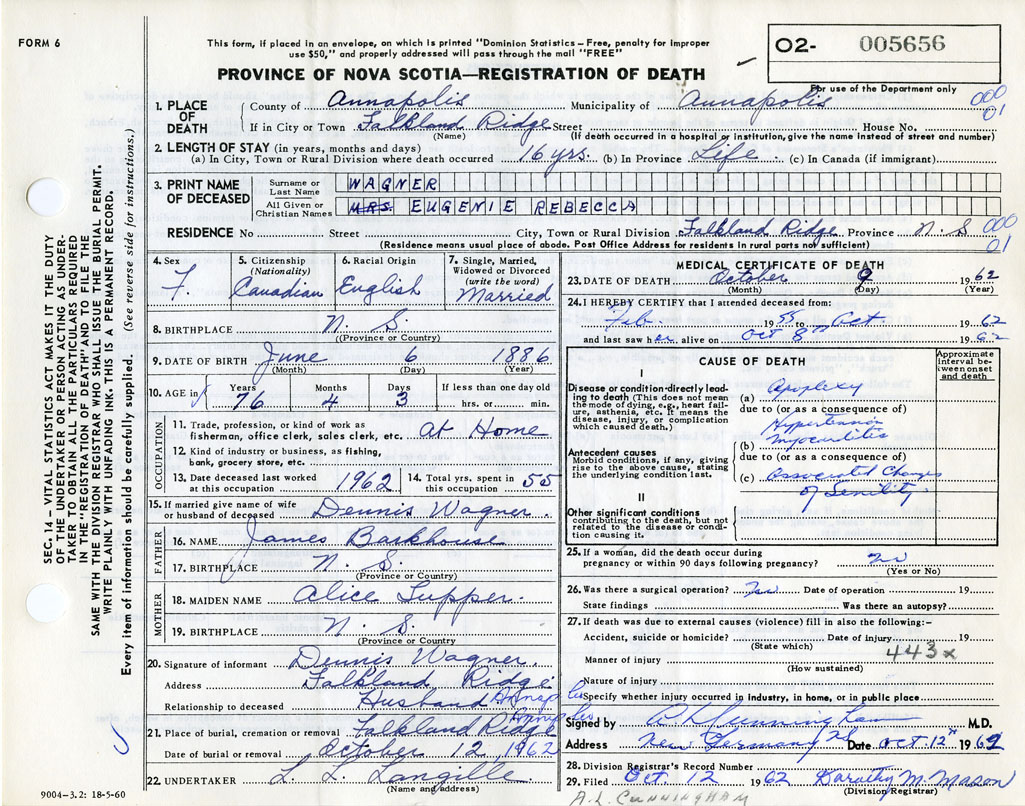 FORM 6
This form, if placed in an envelope, on which is printed "Dominion Statistics—Free, penalty for improper
use $50," and properly addressed will pass through the mail "FREE"
O2- 005656
PROVINCE OF NOVA SCOTIA—REGISTRATION OF DEATH
For use of the Department only
1. PLACE OF DEATH
County of Annapolis Municipality of Annapolis 000 01
If in City or Town Falkland Ridge Street House No.
(Name) (If death occurred in a hospital or institution, give the name instead of street and number)
2. LENGTH OF STAY (in years, months and days)
(a) In City, Town or Rural Division where death occurred 16 yrs. (b) In Province Life (c) In Canada (if immigrant)
3. PRINT NAME OF DECEASED
Surname or Last Name WAGNER
All Given or Christian Names MRS. EUGENIE REBECCA
RESIDENCE No Street City, Town or Rural Division Falkland Ridge Province N. S 000 01
(Residence means usual place of abode. Post Office Address for residents in rural parts not sufficient)
4. Sex F.
5. Citizenship (Nationality) Canadian
6. Racial Origin English
7. Single, Married, Widowed or Divorced (write the word) Married
8. BIRTHPLACE N. S.
(Province or Country)
9. DATE OF BIRTH June 6 1886
(Month) (Day) (Year)
10. AGE in Years 76 Months 4 Days 3 If less than one day old hrs. or min.
OCCUPATION
11. Trade, profession, or kind of work as fisherman, office clerk, sales clerk, etc. At Home
12. Kind of industry or business, as fishing, bank, grocery store, etc.
13. Date deceased last worked at this occupation 1962 14. Total yrs. spent in this occupation 55
15. If married give name of wife or husband of deceased Dennis Wagner.
FATHER
16. NAME James Barkhouse
17. BIRTHPLACE N. S.
(Province or Country)
MOTHER
18. MAIDEN NAME Alice Supper.
19. BIRTHPLACE N. S.
(Province or Country)
20. Signature of informant Dennis Wagner.
Address Falkland Ridge
Relationship to deceased Husband Annap
21. Place of burial, cremation or removal Falkland Ridge Annap
Date of burial or removal October 12, 1962
22. UNDERTAKER L. L. Langille
(Name and address)
9004-3.2: 18-5-60
MEDICAL CERTIFICATE OF DEATH
23. DATE OF DEATH October 9 1962
(Month) (Day) (Year)
24. I HEREBY CERTIFY that I attended deceased from:
Feb. 1955 to Oct. 1962
and last saw her alive on Oct 8 1962
CAUSE OF DEATH
Approximate interval between onset and death
I
Disease or condition directly leading to death (This does not mean the mode of dying, e.g., heart failure, asthenia, etc. It means the disease, injury, or complication which caused death.)
(a) Apoplexy
due to (or as a consequence of)
Hypertension
(b) myocarditis
Antecedent causes
Morbid conditions, if any, giving rise to the above cause, stating the underlying condition last.
due to (or as a consequence of)
(c) associated changes
of Senility.
II
Other significant conditions
contributing to the death, but not related to the disease or condition causing it.
25. If a woman, did the death occur during pregnancy or within 90 days following pregnancy? no
(Yes or No)
26. Was there a surgical operation? no Date of operation 19
State findings Was there an autopsy?
27. If death was due to external causes (violence) fill in also the following:-
Accident, suicide or homicide? Date of injury 19
(State which) 443x
Manner of injury
(How sustained)
Nature of injury
Specify whether injury occurred in industry, in home, or in public place
Signed by A L Cunningham M.D.
Address New Germany NS Date Oct. 12th 1962
28. Division Registrar's Record Number
29. Filed Oct 12 1962 Dorothy M. Mason
(Division Registrar)
A. L. CUNNINGHAM
SEC. 14 – VITAL STATISTICS ACT MAKES IT THE DUTY
OF THE UNDERTAKER OR PERSON ACTING AS UNDER-
TAKER TO OBTAIN ALL THE PARTICULARS REQUIRED
IN THE "REGISTRATION OF DEATH" AND TO FILE THE
SAME WITH THE DIVISION REGISTRAR WHO SHALL ISSUE THE BURIAL PERMIT.
WRITE PLAINLY WITH UNFADING INK–THIS IS A PERMANENT RECORD.
Every item of information should be carefully supplied. (See reverse side for instructions.)